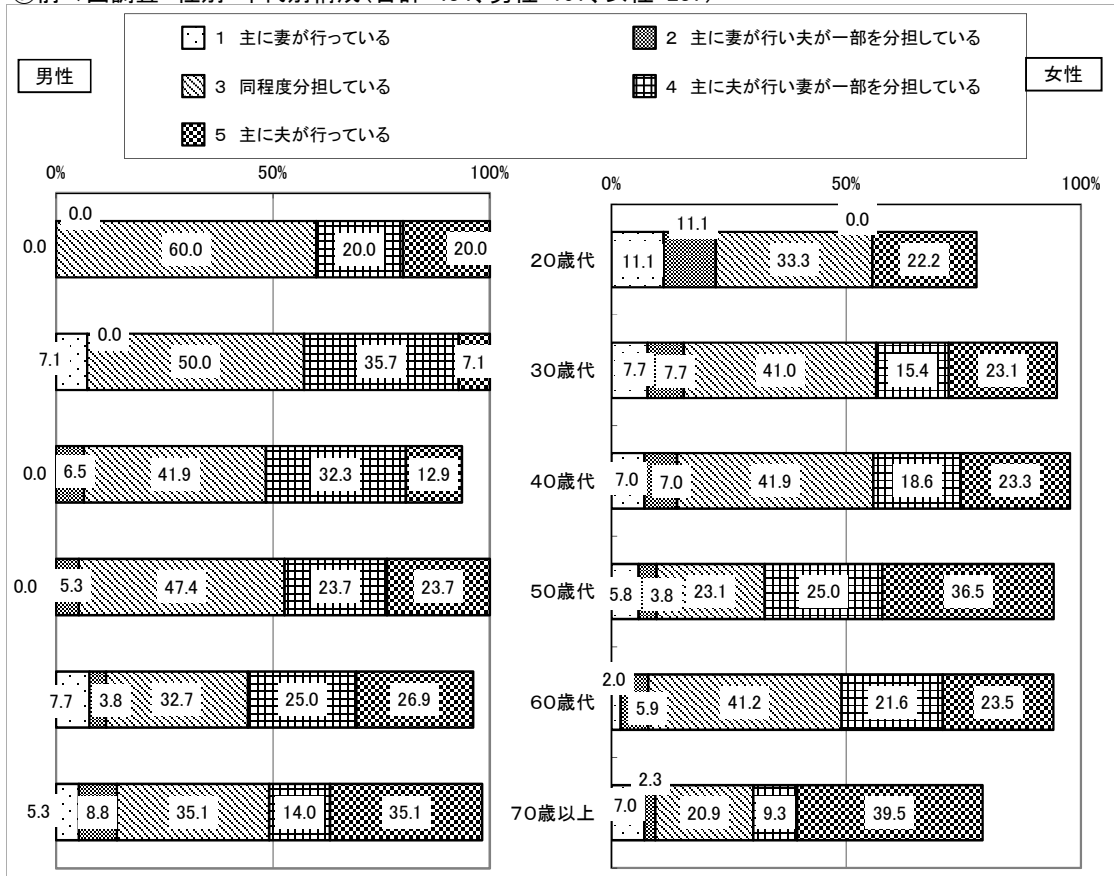 1 主に妻が行っている
2 主に妻が行い夫が一部を分担している
男性
女性
3 同程度分担している
4 主に夫が行い妻が一部を分担している
5 主に夫が行っている
0% 50% 100%
0% 50% 100%
0.0 0.0 60.0 20.0 20.0
20歳代 11.1 11.1 33.3 0.0 22.2
7.1 0.0 50.0 35.7 7.1
30歳代 7.7 7.7 41.0 15.4 23.1
0.0 6.5 41.9 32.3 12.9
40歳代 7.0 7.0 41.9 18.6 23.3
0.0 5.3 47.4 23.7 23.7
50歳代 5.8 3.8 23.1 25.0 36.5
7.7 3.8 32.7 25.0 26.9
60歳代 2.0 5.9 41.2 21.6 23.5
5.3 8.8 35.1 14.0 35.1
70歳以上 7.0 2.3 20.9 9.3 39.5